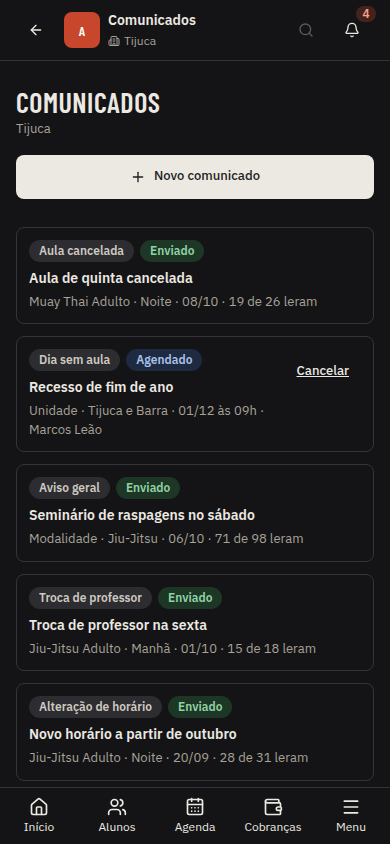 A
Comunicados
Tijuca
4
COMUNICADOS
Tijuca
+ Novo comunicado
Aula cancelada Enviado
Aula de quinta cancelada
Muay Thai Adulto · Noite · 08/10 · 19 de 26 leram
Dia sem aula Agendado
Recesso de fim de ano
Cancelar
Unidade · Tijuca e Barra · 01/12 às 09h ·
Marcos Leão
Aviso geral Enviado
Seminário de raspagens no sábado
Modalidade · Jiu-Jitsu · 06/10 · 71 de 98 leram
Troca de professor Enviado
Troca de professor na sexta
Jiu-Jitsu Adulto · Manhã · 01/10 · 15 de 18 leram
Alteração de horário Enviado
Novo horário a partir de outubro
Jiu-Jitsu Adulto · Noite · 20/09 · 28 de 31 leram
Início Alunos Agenda Cobranças Menu